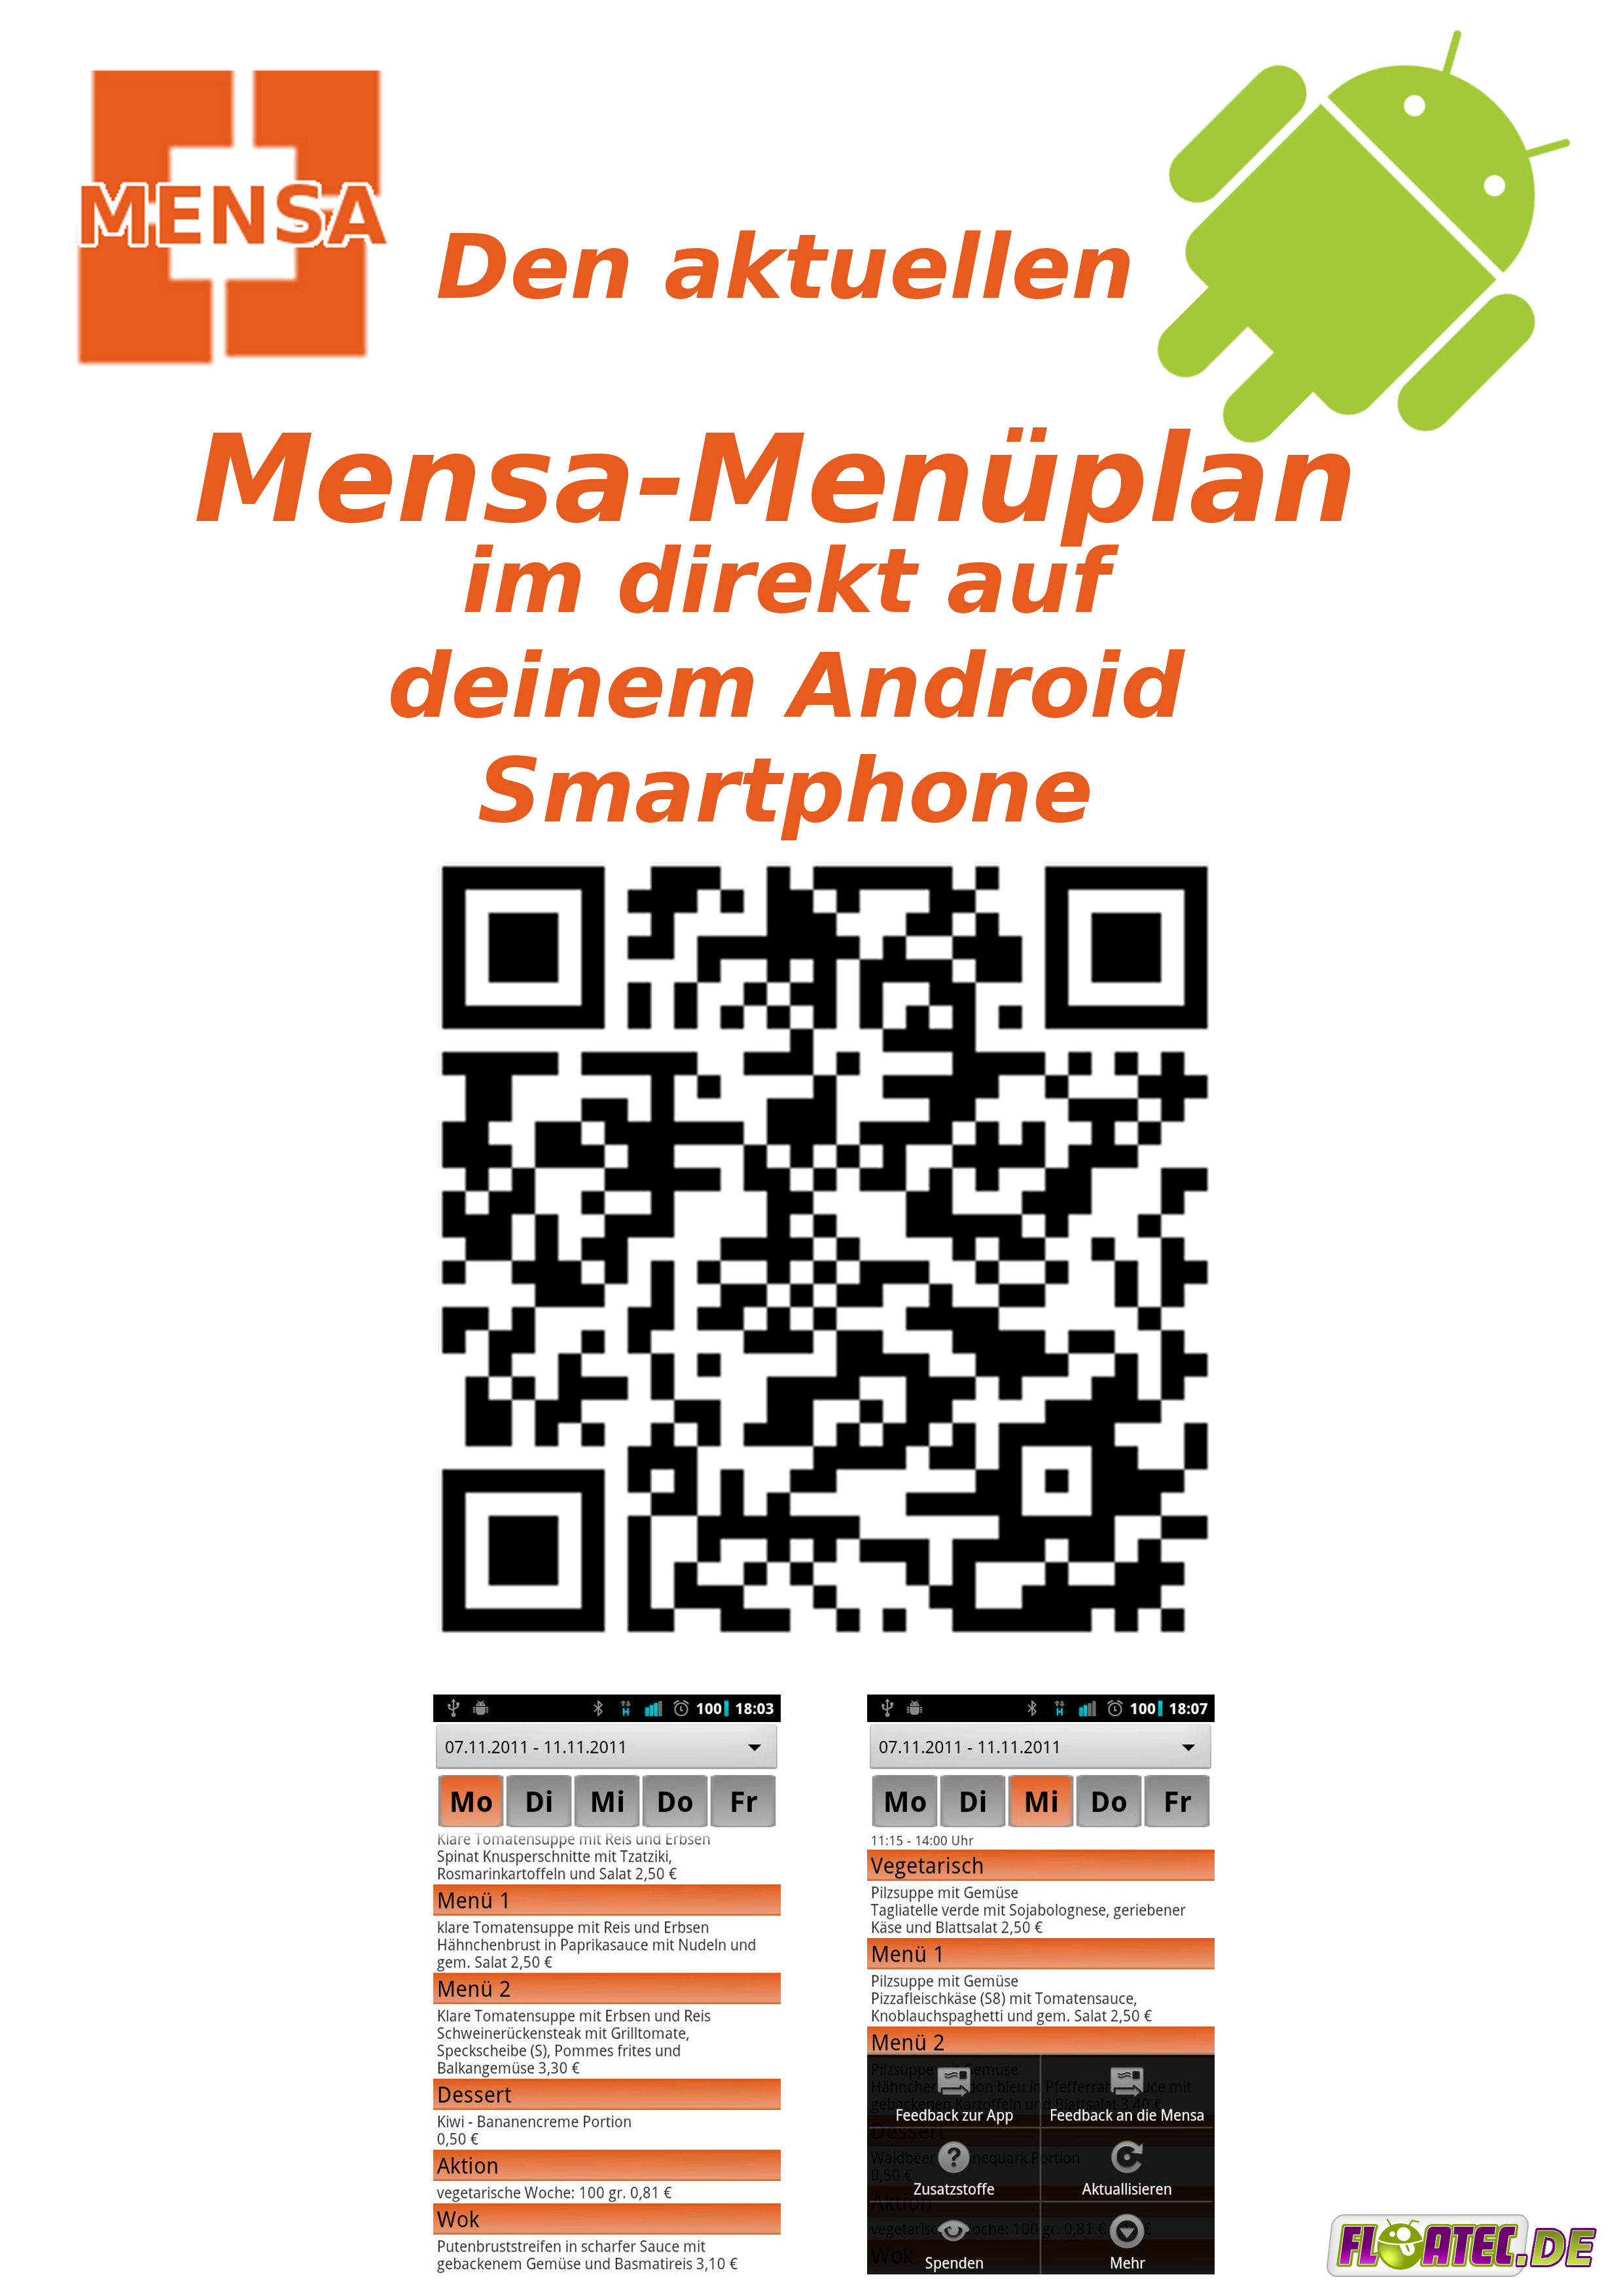 MENSA
Den aktuellen
Mensa-Menüplan
im direkt auf
deinem Android
Smartphone
100 18:03
07.11.2011 - 11.11.2011
Mo Di Mi Do Fr
Klare Tomatensuppe mit Reis und Erbsen
Spinat Knusperschnitte mit Tzatziki,
Rosmarinkartoffeln und Salat 2,50 €
Menü 1
klare Tomatensuppe mit Reis und Erbsen
Hähnchenbrust in Paprikasauce mit Nudeln und
gem. Salat 2,50 €
Menü 2
Klare Tomatensuppe mit Erbsen und Reis
Schweinerückensteak mit Grilltomate,
Speckscheibe (S), Pommes frites und
Balkangemüse 3,30 €
Dessert
Kiwi - Bananencreme Portion
0,50 €
Aktion
vegetarische Woche: 100 gr. 0,81 €
Wok
Putenbruststreifen in scharfer Sauce mit
gebackenem Gemüse und Basmatireis 3,10 €
100 18:07
07.11.2011 - 11.11.2011
Mo Di Mi Do Fr
11:15 - 14:00 Uhr
Vegetarisch
Pilzsuppe mit Gemüse
Tagliatelle verde mit Sojabolognese, geriebener
Käse und Blattsalat 2,50 €
Menü 1
Pilzsuppe mit Gemüse
Pizzafleischkäse (S8) mit Tomatensauce,
Knoblauchspaghetti und gem. Salat 2,50 €
Menü 2
Feedback zur App Feedback an die Mensa
Dessert
0,50 €
Zusatzstoffe Aktuallisieren
Aktion
Wok
Spenden Mehr
FLOATEC.DE